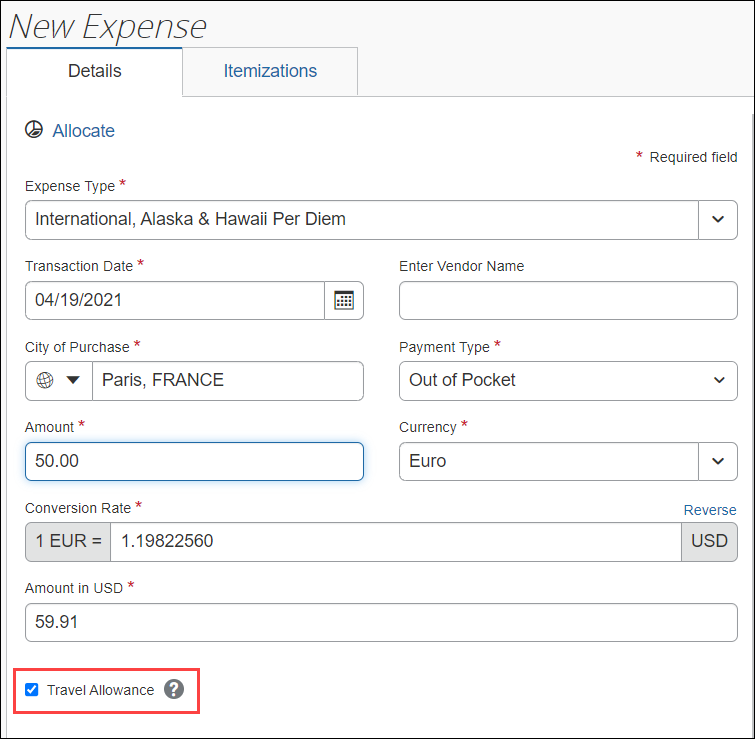 New Expense
Details Itemizations
Allocate
* Required field
Expense Type *
International, Alaska & Hawaii Per Diem
Transaction Date * Enter Vendor Name
04/19/2021
City of Purchase * Payment Type *
Paris, FRANCE Out of Pocket
Amount * Currency *
50.00 Euro
Conversion Rate * Reverse
1 EUR = 1.19822560 USD
Amount in USD *
59.91
Travel Allowance ?